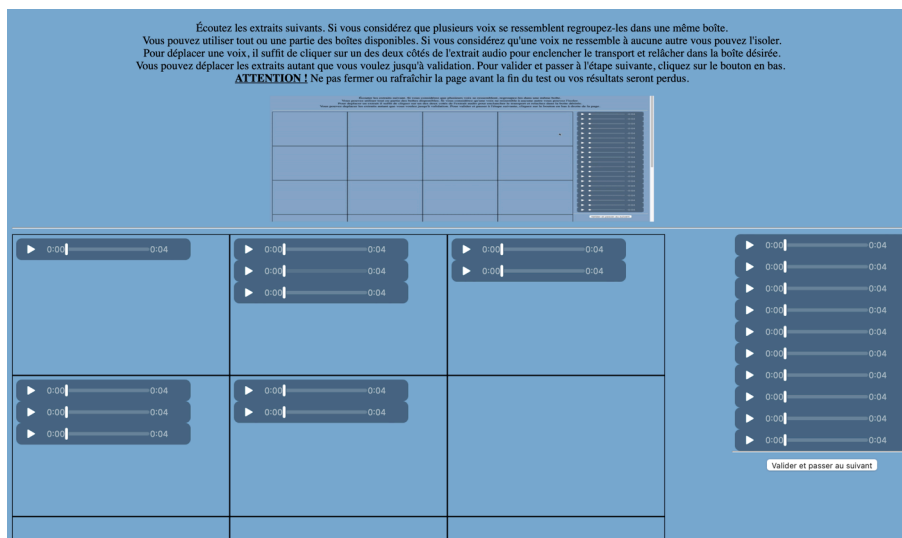 Écoutez les extraits suivants. Si vous considérez que plusieurs voix se ressemblent regroupez-les dans une même boîte.
Vous pouvez utiliser tout ou une partie des boîtes disponibles. Si vous considérez qu'une voix ne ressemble à aucune autre vous pouvez l'isoler.
Pour déplacer une voix, il suffit de cliquer sur un des deux côtés de l'extrait audio pour enclencher le transport et relâcher dans la boîte désirée.
Vous pouvez déplacer les extraits autant que vous voulez jusqu'à validation. Pour valider et passer à l'étape suivante, cliquez sur le bouton en bas.
ATTENTION ! Ne pas fermer ou rafraîchir la page avant la fin du test ou vos résultats seront perdus.
0:00 0:04 0:00 0:04 0:00 0:04 0:00 0:04
0:00 0:04 0:00 0:04 0:00 0:04
0:00 0:04 0:00 0:04
0:00 0:04
0:00 0:04
0:00 0:04
0:00 0:04 0:00 0:04 0:00 0:04
0:00 0:04 0:00 0:04 0:00 0:04
0:00 0:04 0:00 0:04
0:00 0:04
Valider et passer au suivant